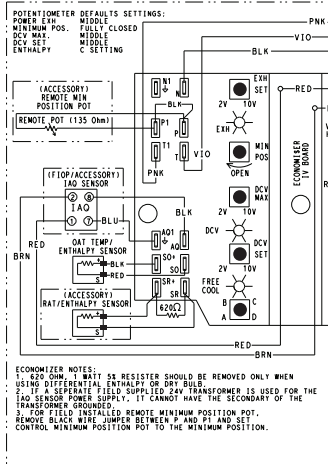 POTENTIOMETER DEFAULTS SETTINGS:
POWER EXH MIDDLE
MINIMUM POS. FULLY CLOSED
DCV MAX. MIDDLE
DCV SET MIDDLE
ENTHALPY C SETTING
PNK
VIO
BLK
N1
N
EXH
SET
RED
2V 10V
(ACCESSORY)
REMOTE MIN
POSITION POT
REMOTE POT (135 Ohm)
BLK
P1
P
EXH
T1
T
VIO
PNK
MIN
POS
OPEN
ECONOMISER
IV BOARD
(FIOP/ACCESSORY)
IAQ SENSOR
2 8
IAQ
1 7
BLU
BLK
DCV
MAX
2V 10V
RED
BRN
OAT TEMP/
ENTHALPY SENSOR
+
BLK
RED
S
AQ1
AQ
SO+
SO
DCV
DCV
SET
2V 10V
(ACCESSORY)
RAT/ENTHALPY SENSOR
+
S
SR+
SR
620Ω
FREE
COOL
B C
A D
RED
BRN
ECONOMIZER NOTES:
1. 620 OHM, 1 WATT 5% RESISTER SHOULD BE REMOVED ONLY WHEN
USING DIFFERENTIAL ENTHALPY OR DRY BULB.
2. IF A SEPERATE FIELD SUPPLIED 24V TRANSFORMER IS USED FOR THE
IAQ SENSOR POWER SUPPLY, IT CANNOT HAVE THE SECONDARY OF THE
TRANSFORMER GROUNDED.
3. FOR FIELD INSTALLED REMOTE MINIMUM POSITION POT.
REMOVE BLACK WIRE JUMPER BETWEEN P AND P1 AND SET
CONTROL MINIMUM POSITION POT TO THE MINIMUM POSITION.